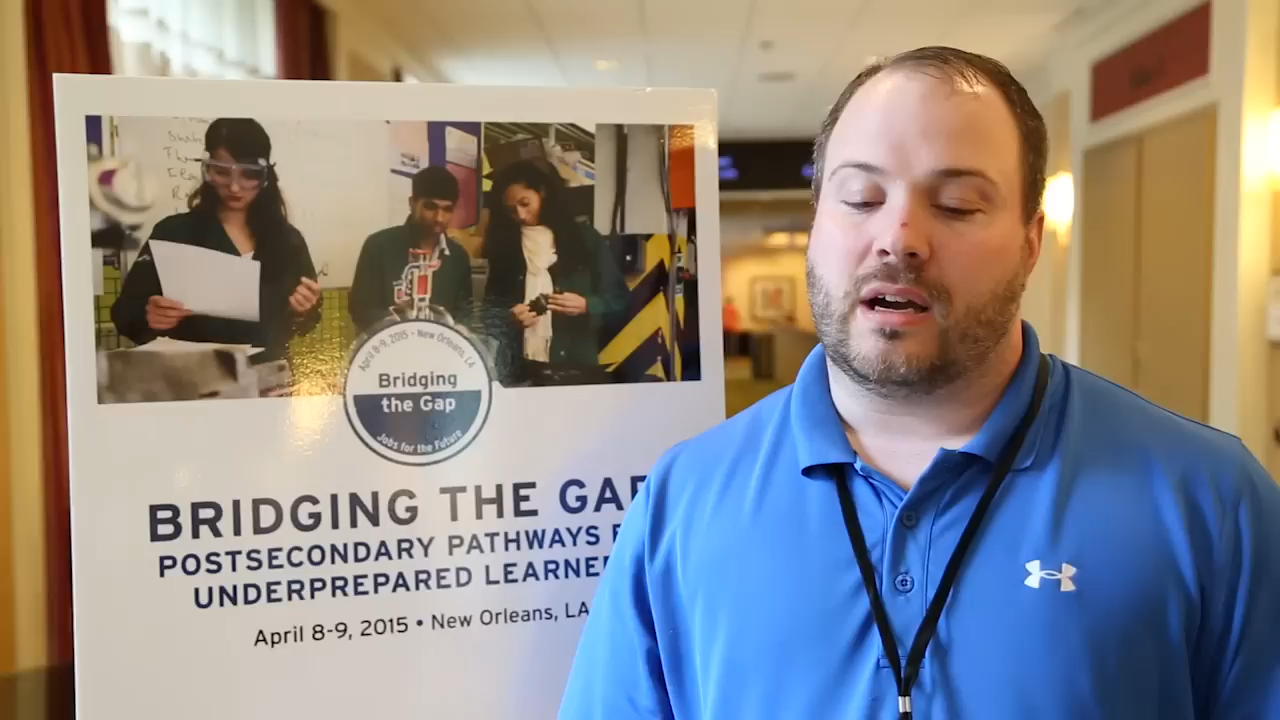 April 8-9, 2015 • New Orleans, LA
Bridging
the Gap
Jobs for the Future
BRIDGING THE GAP
POSTSECONDARY PATHWAYS F
UNDERPREPARED LEARNE
April 8-9, 2015 • New Orleans, LA